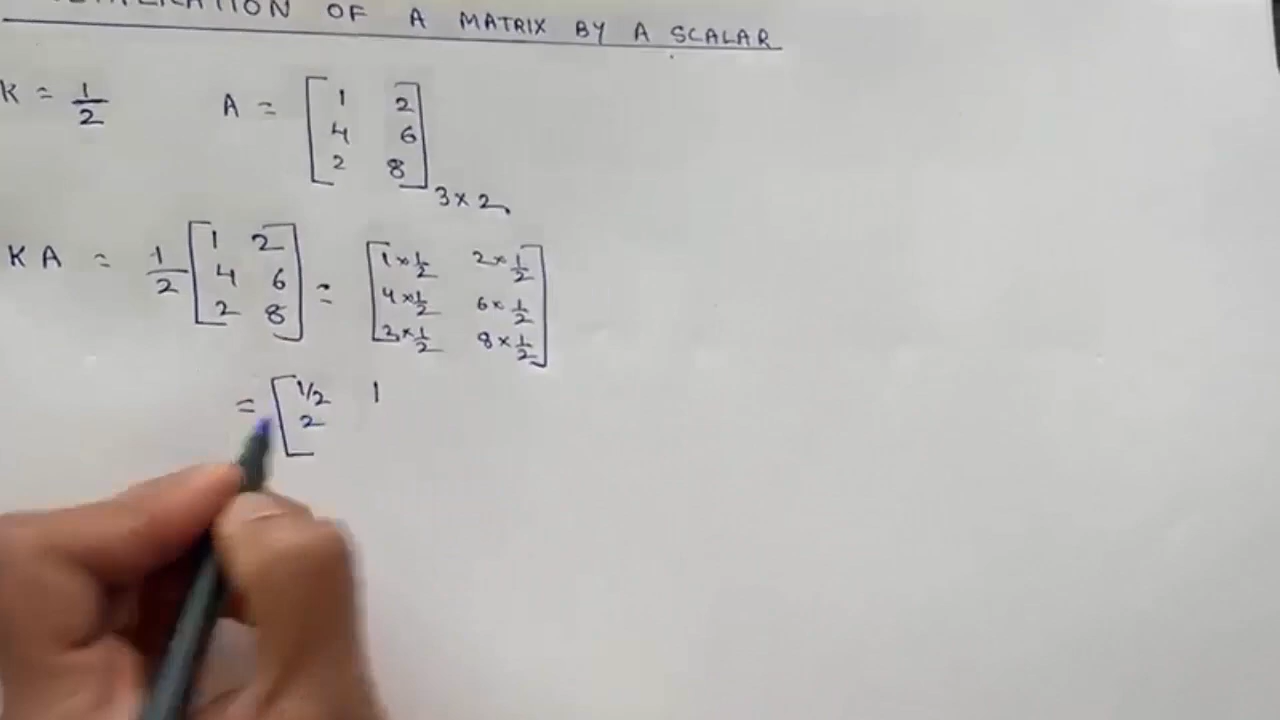 OF A MATRIX BY A SCALAR
K = 1/2 A = [1 2
4 6
2 8] 3×2
KA = 1/2 [1 2
4 6
2 8] = [1×1/2 2×1/2
4×1/2 6×1/2
2×1/2 8×1/2]
= [1/2 1
2